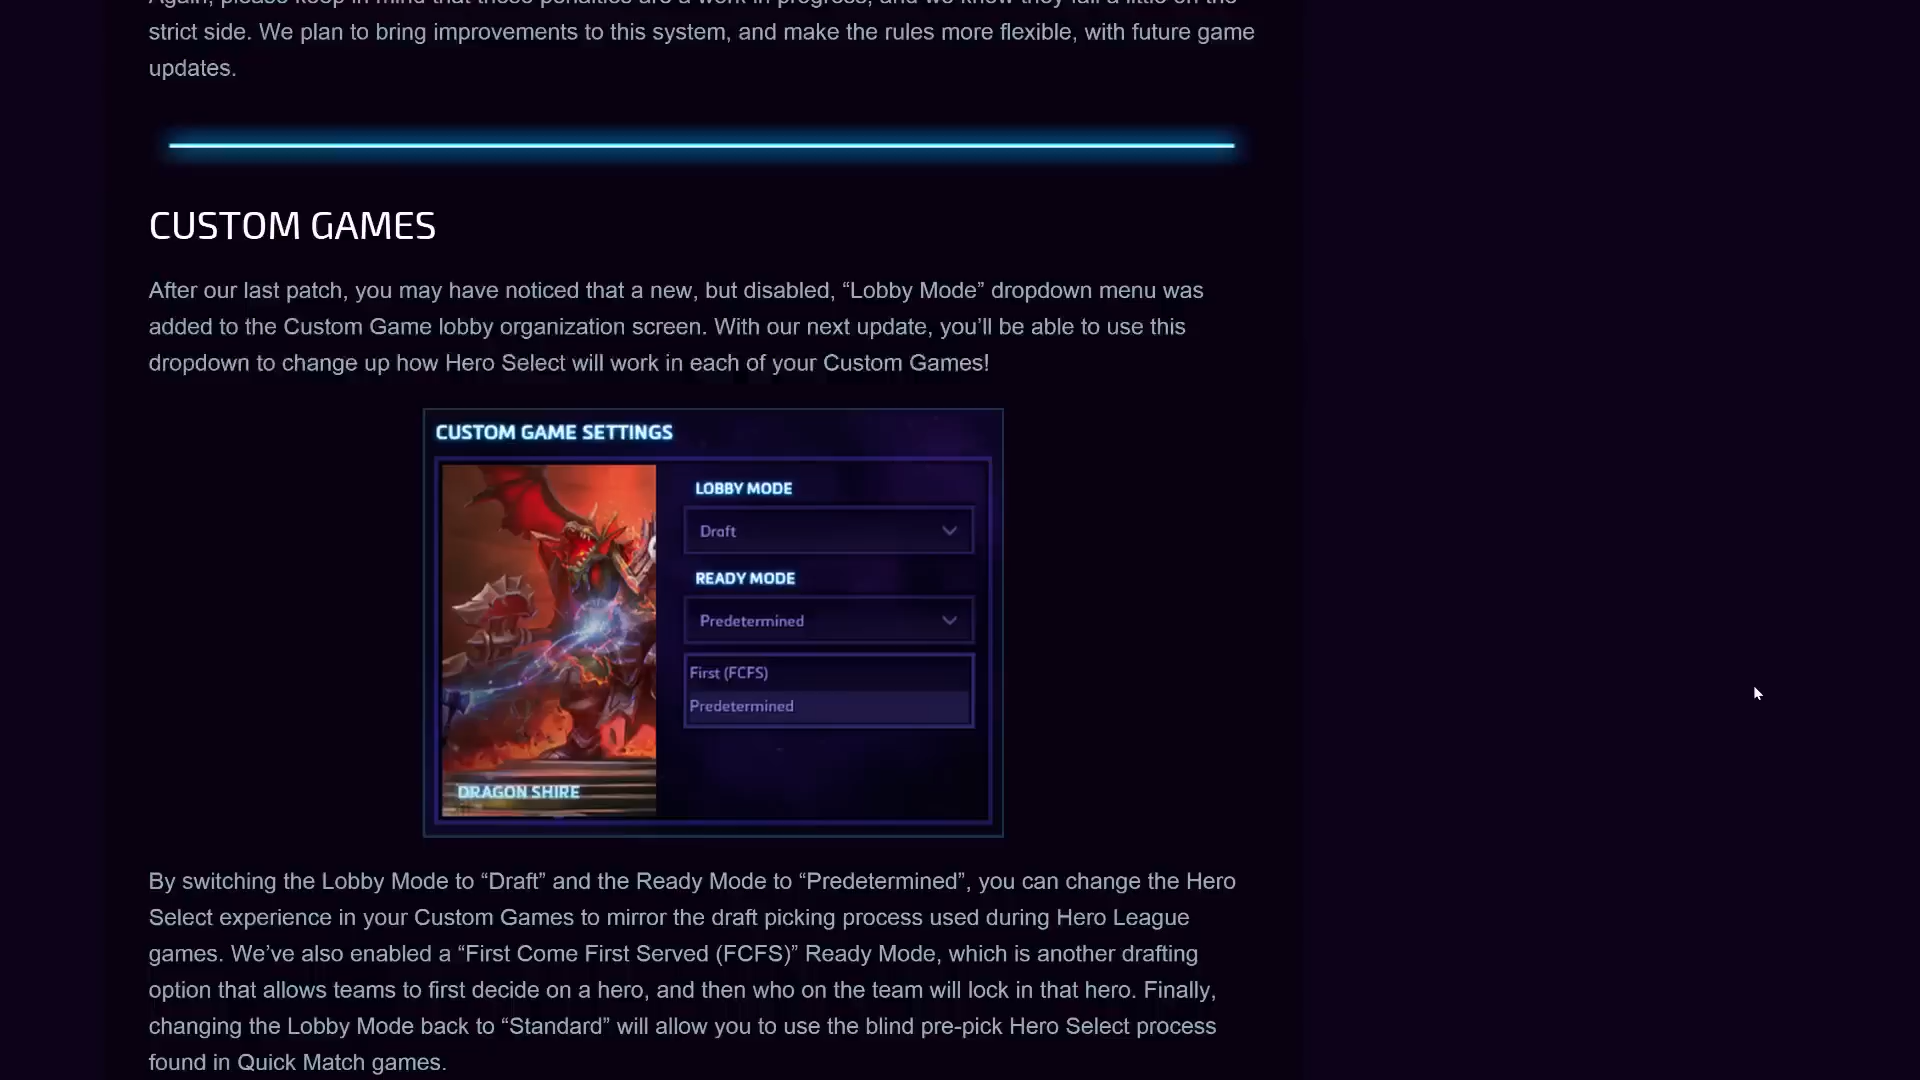 strict side. We plan to bring improvements to this system, and make the rules more flexible, with future game
updates.
CUSTOM GAMES
After our last patch, you may have noticed that a new, but disabled, “Lobby Mode” dropdown menu was
added to the Custom Game lobby organization screen. With our next update, you’ll be able to use this
dropdown to change up how Hero Select will work in each of your Custom Games!
CUSTOM GAME SETTINGS
LOBBY MODE
Draft
READY MODE
Predetermined
First (FCFS)
Predetermined
DRAGON SHIRE
By switching the Lobby Mode to “Draft” and the Ready Mode to “Predetermined”, you can change the Hero
Select experience in your Custom Games to mirror the draft picking process used during Hero League
games. We’ve also enabled a “First Come First Served (FCFS)” Ready Mode, which is another drafting
option that allows teams to first decide on a hero, and then who on the team will lock in that hero. Finally,
changing the Lobby Mode back to “Standard” will allow you to use the blind pre-pick Hero Select process
found in Quick Match games.